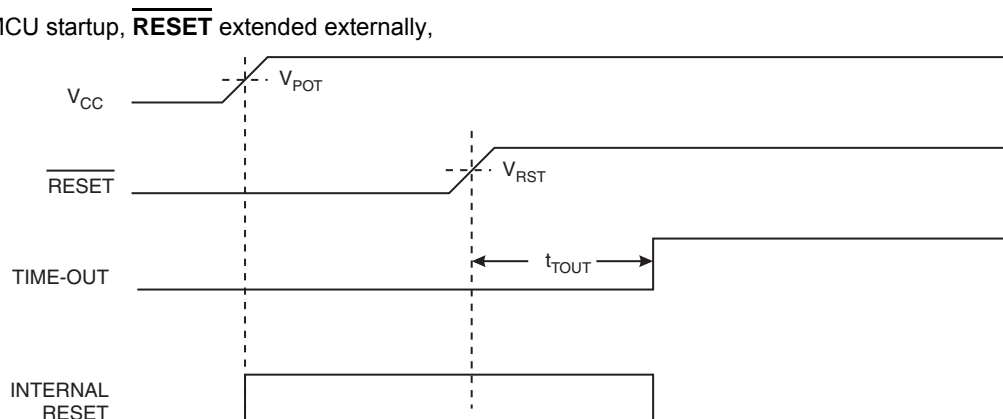 MCU startup, RESET extended externally,
VPOT
VCC
VRST
RESET
tTOUT
TIME-OUT
INTERNAL
RESET